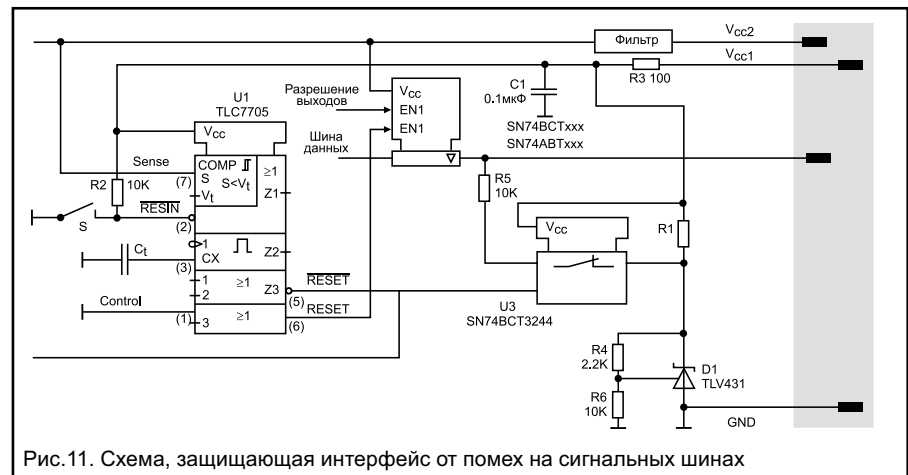 Фильтр
Vcc2
Vcc1
R3 100
C1
0.1мкФ
Разрешение
выходов
Vcc
EN1
EN1
SN74BCTxxx
SN74ABTxxx
Шина
данных
U1
TLC7705
Vcc
Sense
(7)
COMP
S
S<Vt
Vt
≥1
Z1
R2
10K
RESIN
(2)
S
Ct
1
CX
(3)
Z2
1
2
≥1
Z3
RESET
(5)
Control
(1)
3
≥1
RESET
(6)
R5
10K
Vcc
R1
U3
SN74BCT3244
R4
2.2K
R6
10K
D1
TLV431
GND
Рис.11. Схема, защищающая интерфейс от помех на сигнальных шинах